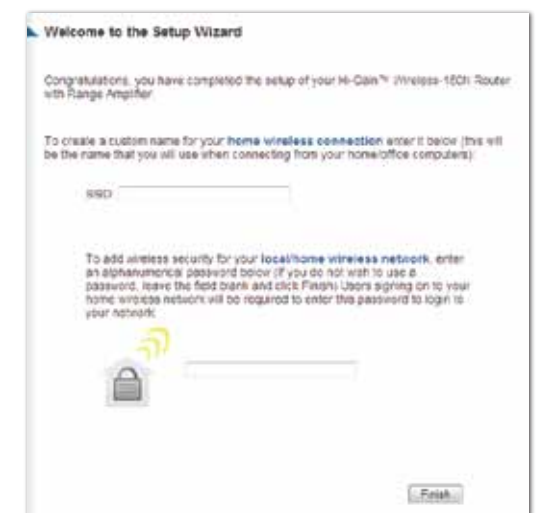 Welcome to the Setup Wizard
Congratulations, you have completed the setup of your Hi-Gain™ Wireless-150N Router
with Range Amplifier.
To create a custom name for your home wireless connection enter it below (this will
be the name that you will use when connecting from your home/office computers):
SSID
To add wireless security for your local/home wireless network, enter
an alphanumerical password below (if you do not wish to use a
password, leave the field blank and click Finish) Users signing on to your
home wireless network will be required to enter this password to login to
your network.
Finish